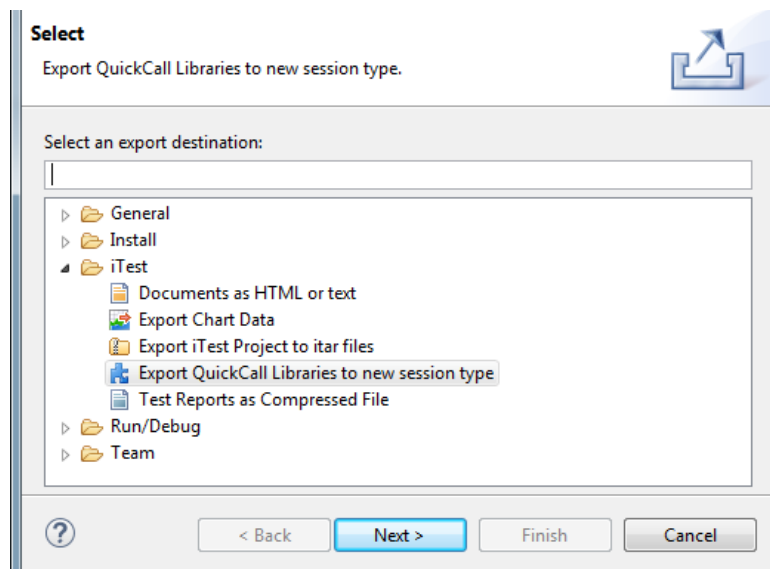 Select
Export QuickCall Libraries to new session type.
Select an export destination:
General
Install
iTest
Documents as HTML or text
Export Chart Data
Export iTest Project to itar files
Export QuickCall Libraries to new session type
Test Reports as Compressed File
Run/Debug
Team
? < Back Next > Finish Cancel